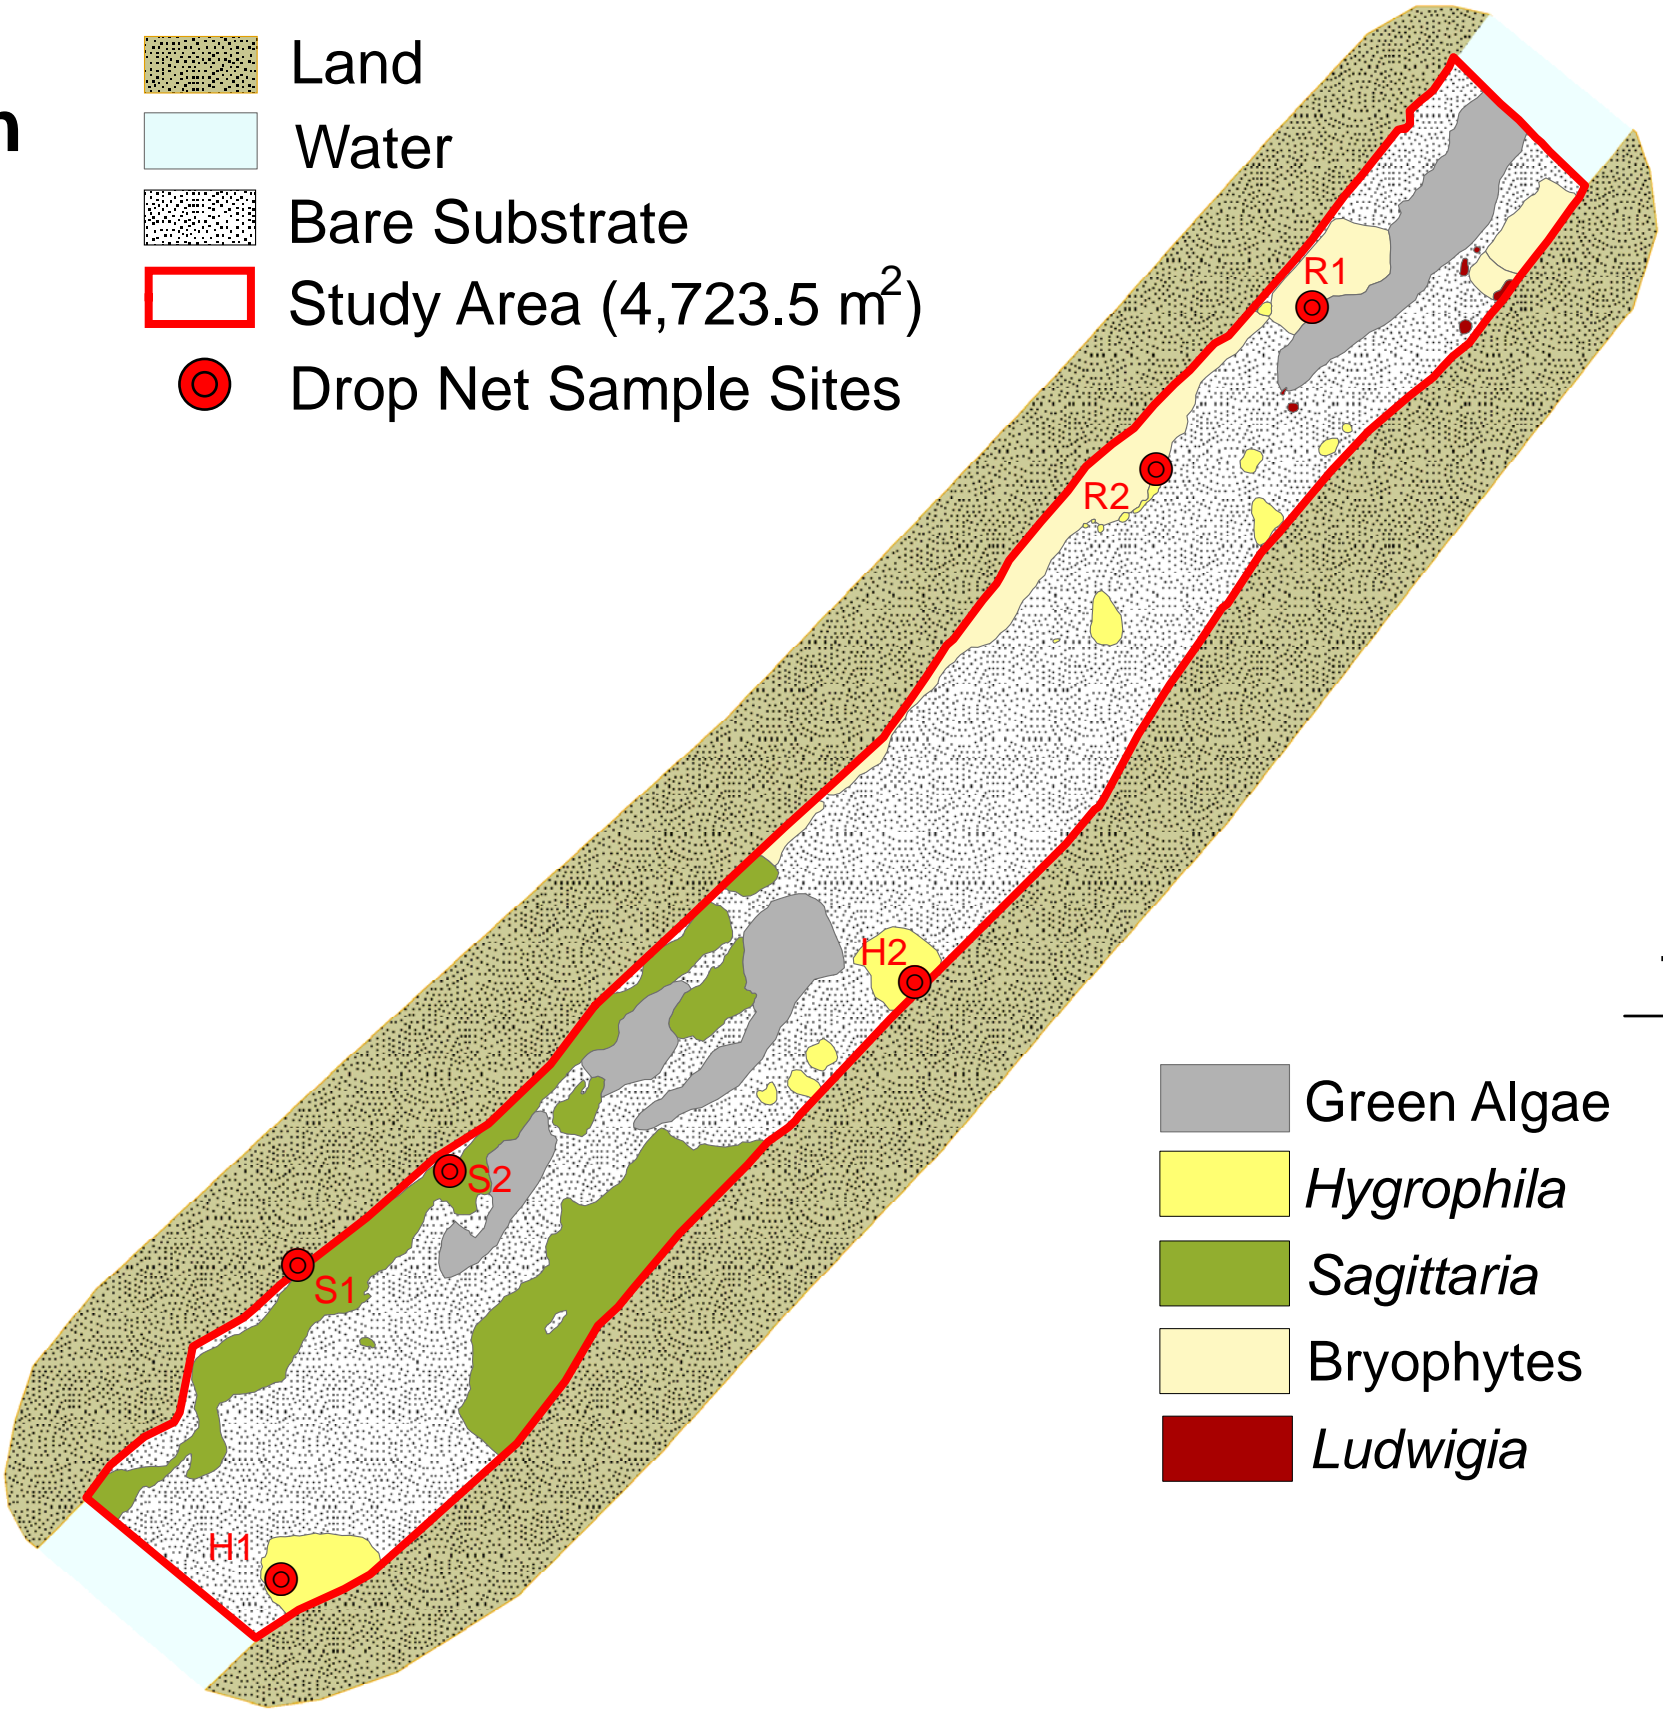 Land
Water
Bare Substrate
Study Area (4,723.5 m²)
Drop Net Sample Sites
R1
R2
H2
S2
S1
H1
Green Algae
Hygrophila
Sagittaria
Bryophytes
Ludwigia